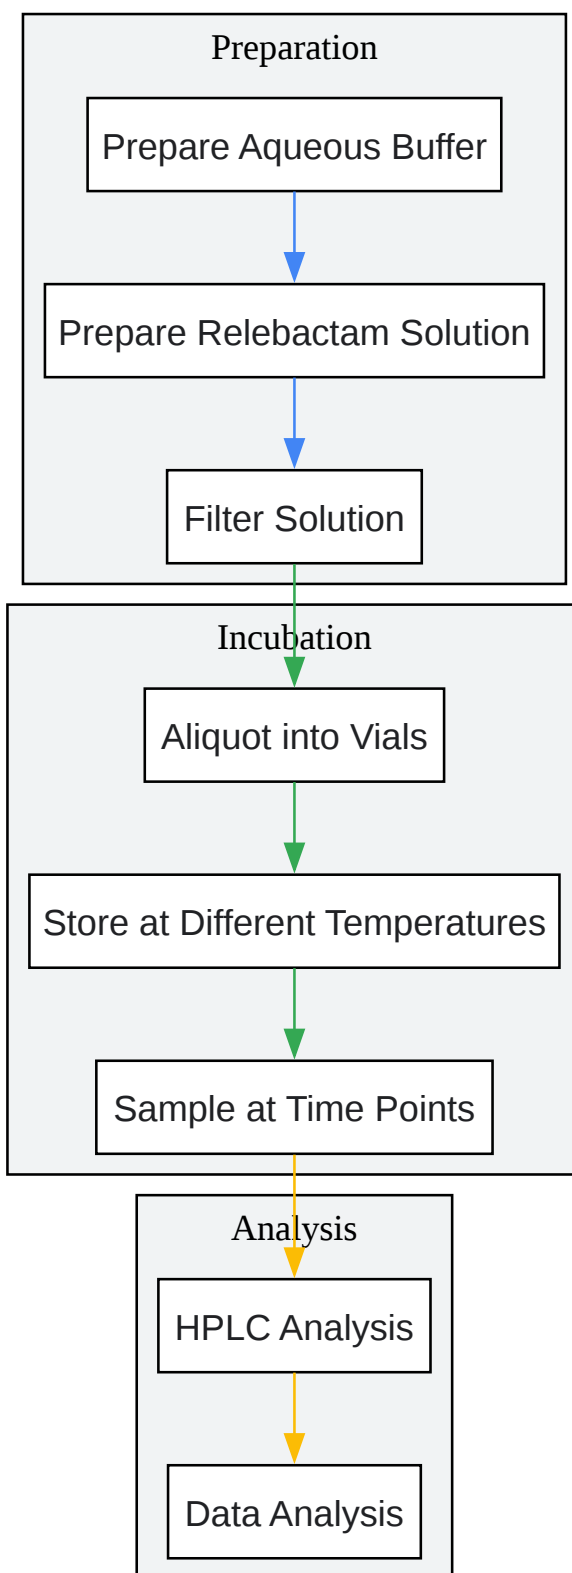 Preparation
Prepare Aqueous Buffer
Prepare Relebactam Solution
Filter Solution
Incubation
Aliquot into Vials
Store at Different Temperatures
Sample at Time Points
Analysis
HPLC Analysis
Data Analysis